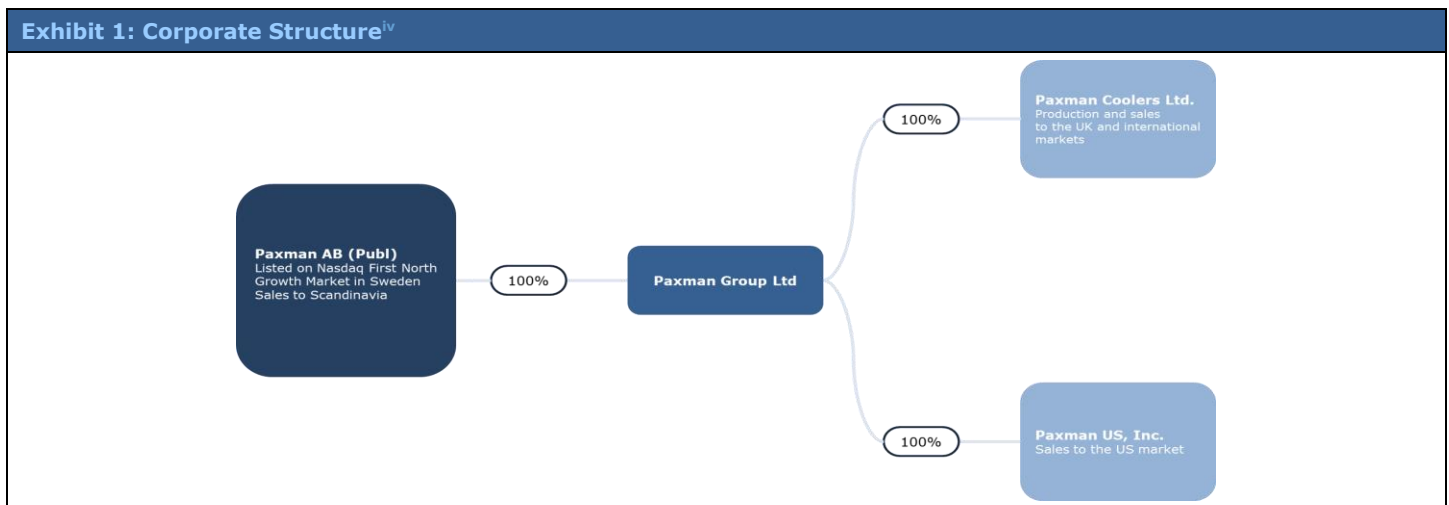 Exhibit 1: Corporate Structureiv
Paxman AB (Publ)
Listed on Nasdaq First North
Growth Market in Sweden
Sales to Scandinavia
100%
Paxman Group Ltd
100%
Paxman Coolers Ltd.
Production and sales
to the UK and international
markets
100%
Paxman US, Inc.
Sales to the US market